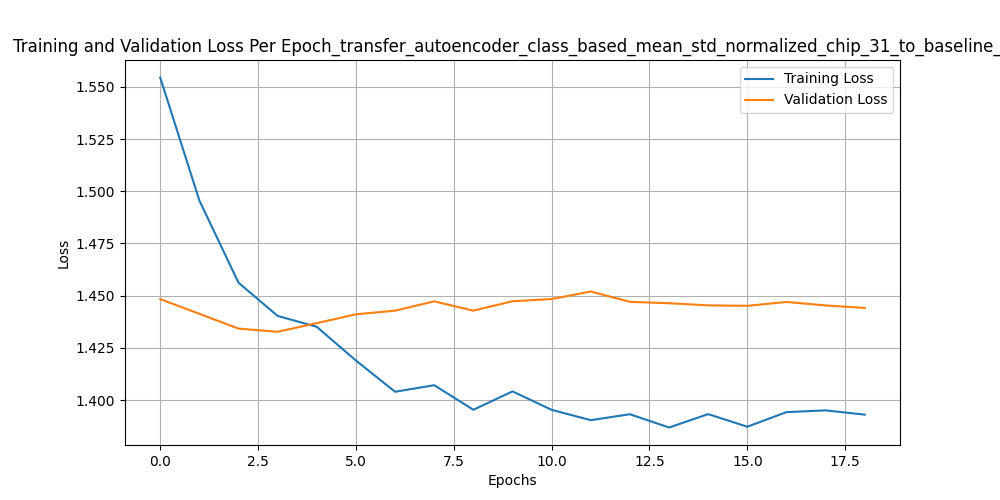 Training and Validation Loss Per Epoch_transfer_autoencoder_class_based_mean_std_normalized_chip_31_to_baseline_
Training Loss
Validation Loss
1.550
1.525
1.500
1.475
1.450
1.425
1.400
Loss
0.0 2.5 5.0 7.5 10.0 12.5 15.0 17.5
Epochs